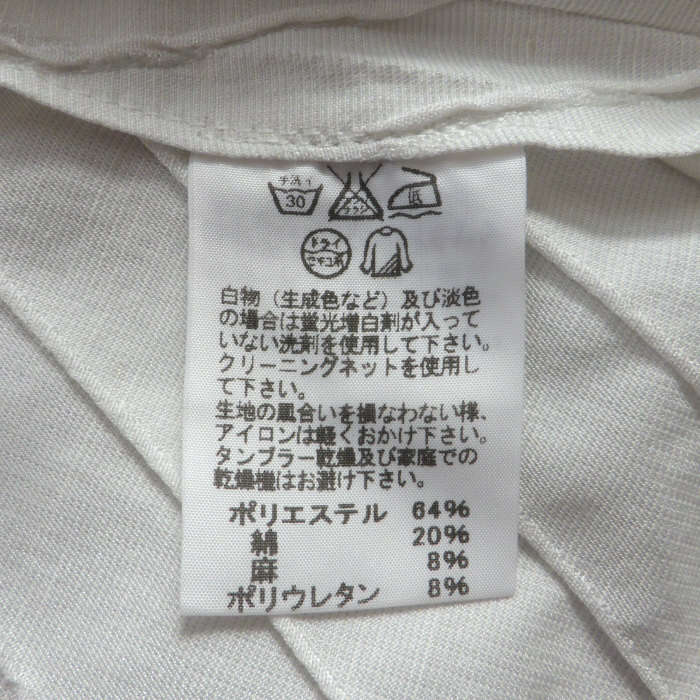 手洗イ
30
エンソ
サラシ
低
ドライ
セキユ系
白物（生成色など）及び淡色
の場合は蛍光増白剤が入って
いない洗剤を使用して下さい。
クリーニングネットを使用し
て下さい。
生地の風合いを損なわない様、
アイロンは軽くおかけ下さい。
タンブラー乾燥及び家庭での
乾燥機はお避け下さい。
ポリエステル 64%
綿 20%
麻 8%
ポリウレタン 8%